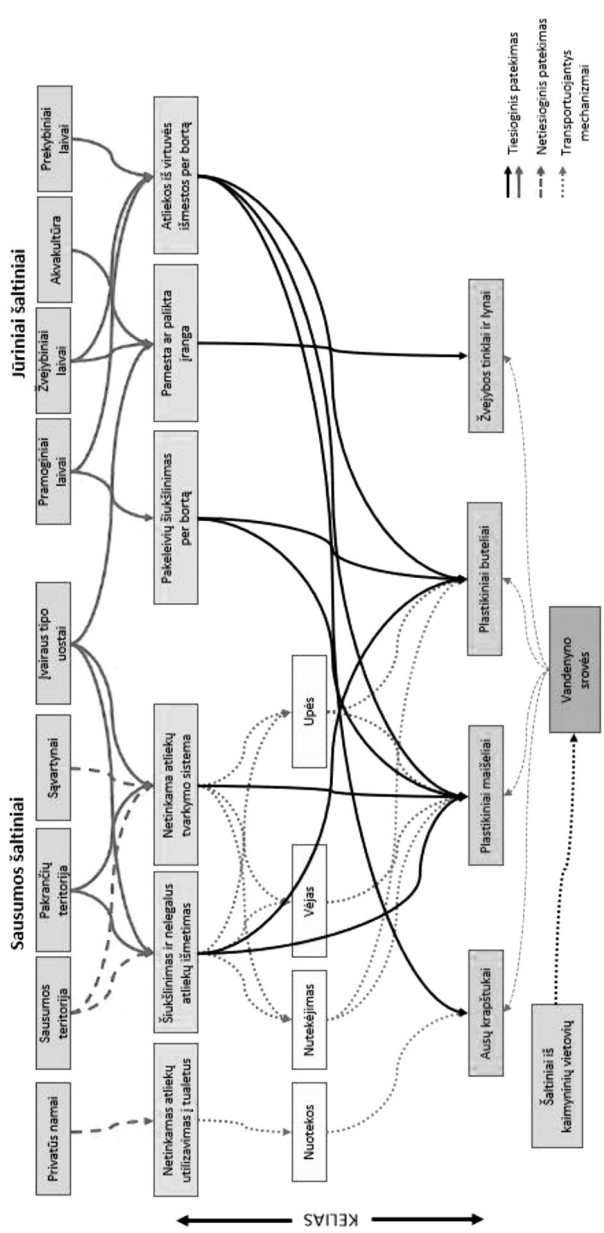 Sausumos šaltiniai
Jūriniai šaltiniai
Privatūs namai
Sausumos
teritorija
Pakrančių
teritorija
Sąvartynai
Įvairaus tipo
uostai
Pramoginiai
laivai
Žvejybiniai
laivai
Akvakultūra
Prekybiniai
laivai
Netinkamas atliekų
utilizavimas į tualetus
Šiukšlinimas ir nelegalus
atliekų išmetimas
Netinkama atliekų
tvarkymo sistema
Pakeleivių šiukšlinimas
per bortą
Pamesta ar palikta
įranga
Atliekos iš virtuvės
išmestos per bortą
KELIAS
Nuotekos
Nutekėjimas
Vėjas
Upės
Ausų krapštukai
Plastikiniai maišeliai
Plastikiniai buteliai
Žvejybos tinklai ir lynai
Šaltiniai iš
kaimyninių vietovių
Vandenyno
srovės
Tiesioginis patekimas
Netiesioginis patekimas
Transportuojantys
mechanizmai